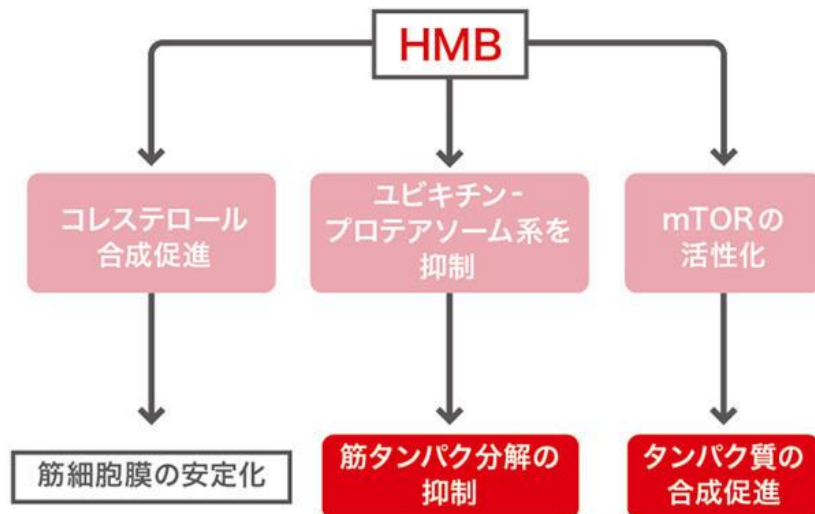 HMB
コレステロール
合成促進
ユビキチン-
プロテアソーム系を
抑制
mTORの
活性化
筋細胞膜の安定化
筋タンパク分解の
抑制
タンパク質の
合成促進